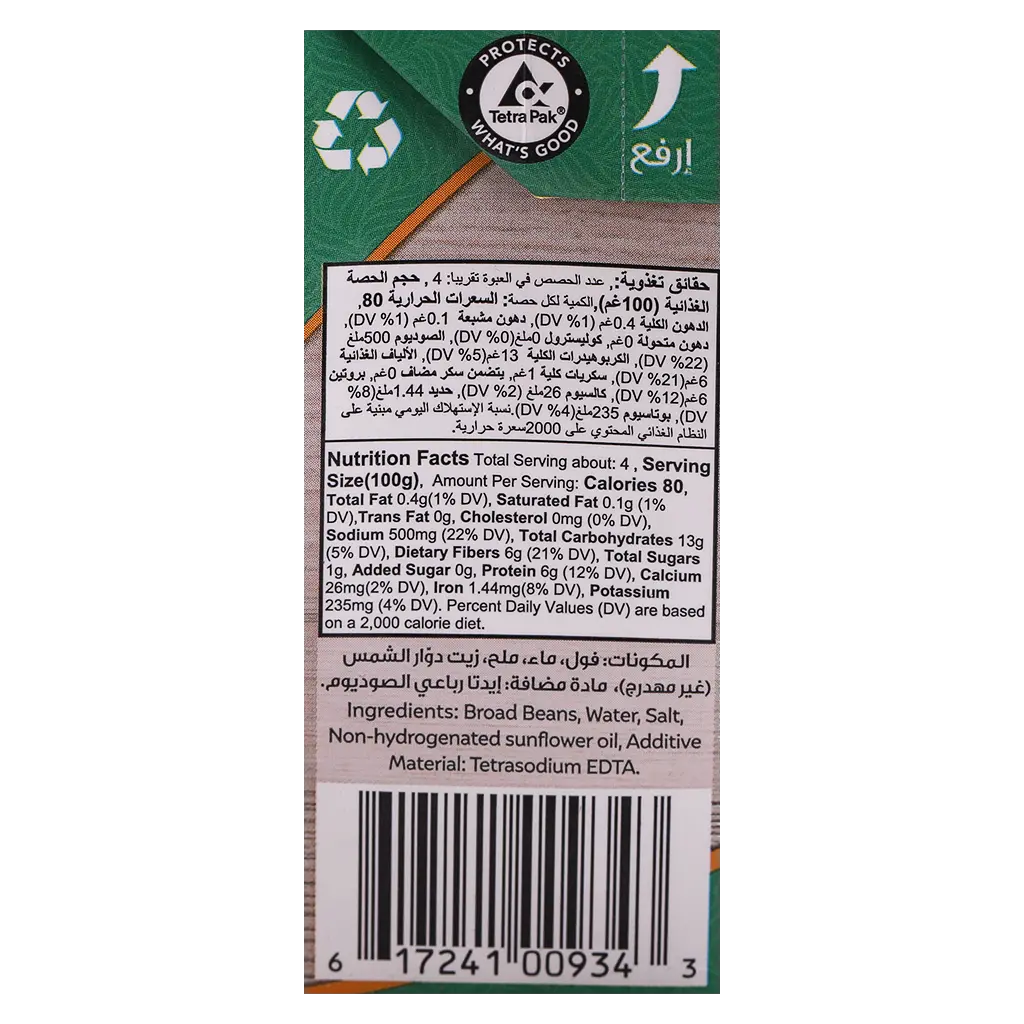 PROTECTS
Tetra Pak®
WHAT'S GOOD
إرفع
حقائق تغذوية:, عدد الحصص في العبوة تقريبا: 4 , حجم الحصة
الغذائية (100غم),الكمية لكل حصة: السعرات الحرارية 80,
الدهون الكلية 0.4غم (1% DV), دهون مشبعة 0.1غم (1% DV),
دهون متحولة 0غم, كوليسترول 0ملغ(0% DV), الصوديوم 500ملغ
(22% DV), الكربوهيدرات الكلية 13غم(5% DV), الألياف الغذائية
6غم(21% DV), سكريات كلية 1غم, يتضمن سكر مضاف 0غم, بروتين
6غم(12% DV), كالسيوم 26ملغ (2% DV), حديد 1.44ملغ(8%
DV), بوتاسيوم 235ملغ(4% DV).نسبة الإستهلاك اليومي مبنية على
النظام الغذائي المحتوي على 2000سعرة حرارية.
Nutrition Facts Total Serving about: 4 , Serving
Size(100g), Amount Per Serving: Calories 80,
Total Fat 0.4g(1% DV), Saturated Fat 0.1g (1%
DV),Trans Fat 0g, Cholesterol 0mg (0% DV),
Sodium 500mg (22% DV), Total Carbohydrates 13g
(5% DV), Dietary Fibers 6g (21% DV), Total Sugars
1g, Added Sugar 0g, Protein 6g (12% DV), Calcium
26mg(2% DV), Iron 1.44mg(8% DV), Potassium
235mg (4% DV). Percent Daily Values (DV) are based
on a 2,000 calorie diet.
المكونات: فول، ماء، ملح، زيت دوّار الشمس
(غير مهدرج)، مادة مضافة: إيدتا رباعي الصوديوم.
Ingredients: Broad Beans, Water, Salt,
Non-hydrogenated sunflower oil, Additive
Material: Tetrasodium EDTA.
6 17241 00934 3